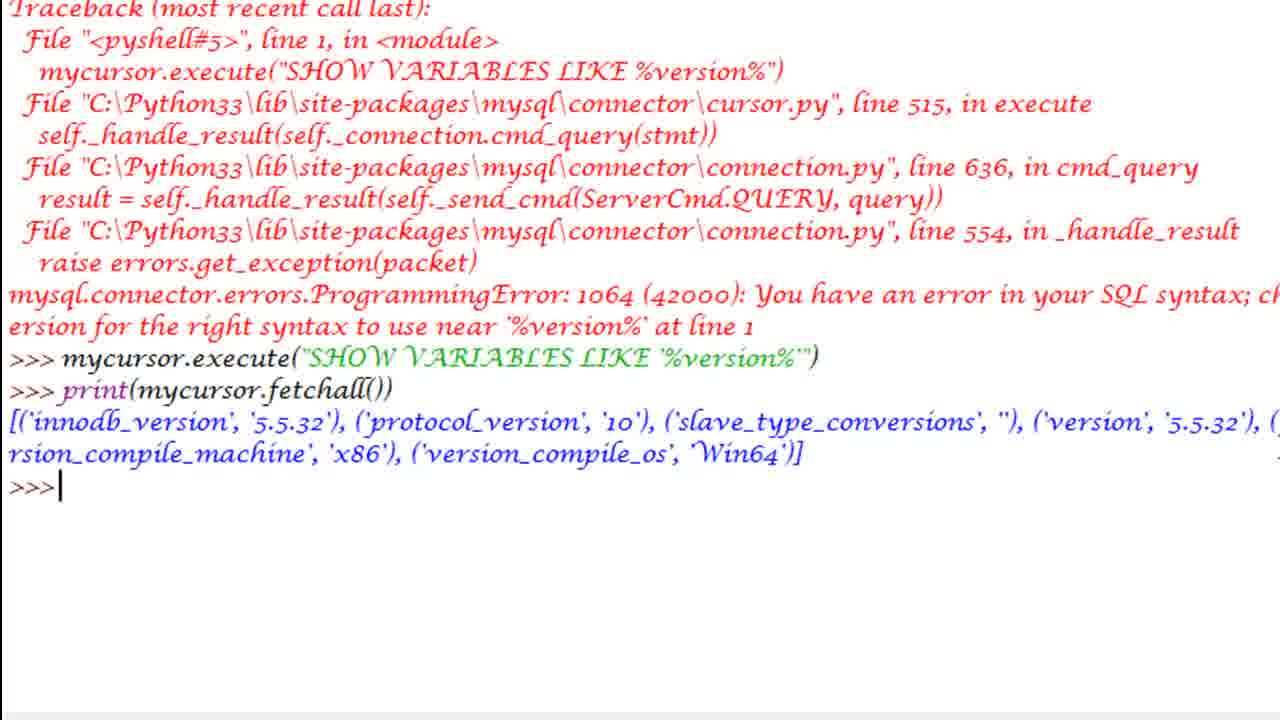 Traceback (most recent call last):
File "<pyshell#5>", line 1, in <module>
mycursor.execute("SHOW VARIABLES LIKE %version%")
File "C:\Python33\lib\site-packages\mysql\connector\cursor.py", line 515, in execute
self._handle_result(self._connection.cmd_query(stmt))
File "C:\Python33\lib\site-packages\mysql\connector\connection.py", line 636, in cmd_query
result = self._handle_result(self._send_cmd(ServerCmd.QUERY, query))
File "C:\Python33\lib\site-packages\mysql\connector\connection.py", line 554, in _handle_result
raise errors.get_exception(packet)
mysql.connector.errors.ProgrammingError: 1064 (42000): You have an error in your SQL syntax; ch
ersion for the right syntax to use near '%version%' at line 1
>>> mycursor.execute("SHOW VARIABLES LIKE '%version%'")
>>> print(mycursor.fetchall())
[('innodb_version', '5.5.32'), ('protocol_version', '10'), ('slave_type_conversions', ''), ('version', '5.5.32'), (
rsion_compile_machine', 'x86'), ('version_compile_os', 'Win64')]
>>>